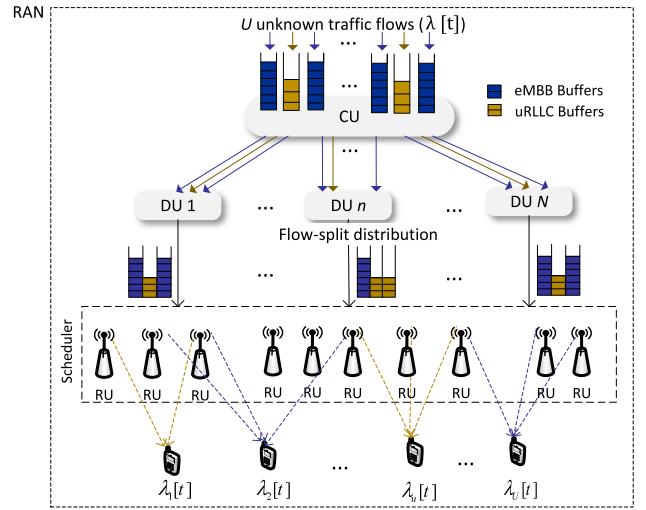 RAN
U unknown traffic flows (λ [t])
...
...
eMBB Buffers
uRLLC Buffers
CU
...
DU 1
...
DU n
...
DU N
Flow-split distribution
...
...
Scheduler
RU RU RU RU RU RU RU RU RU RU
... ...
λ₁[t] λ₂[t] λᵤ[t] λ_U[t]